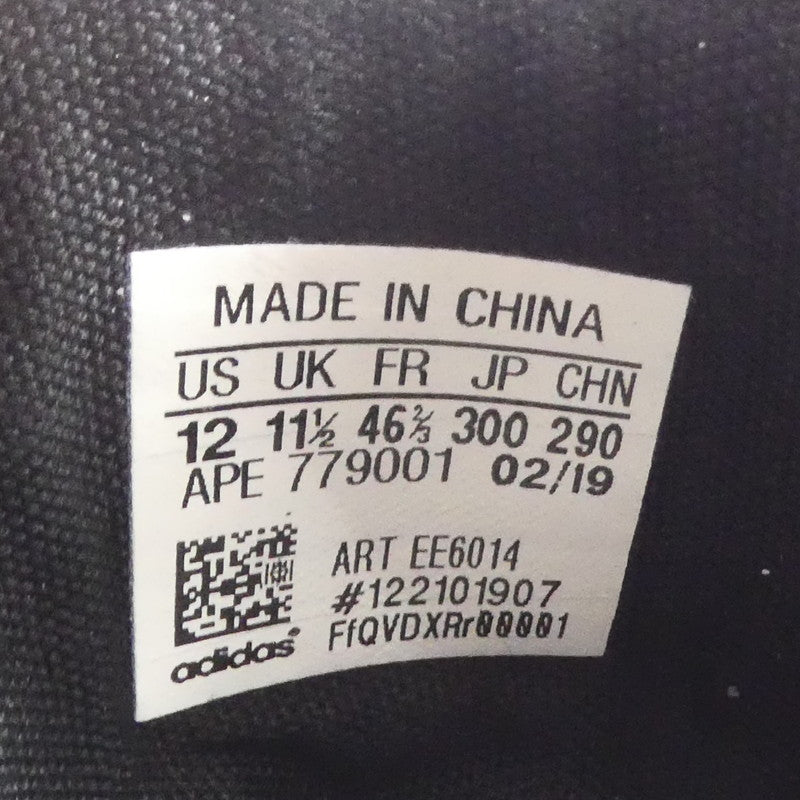 MADE IN CHINA
US UK FR JP CHN
12 11½ 46⅔ 300 290
APE 779001 02/19
ART EE6014
#122101907
FfQVDXRr00001
adidas®